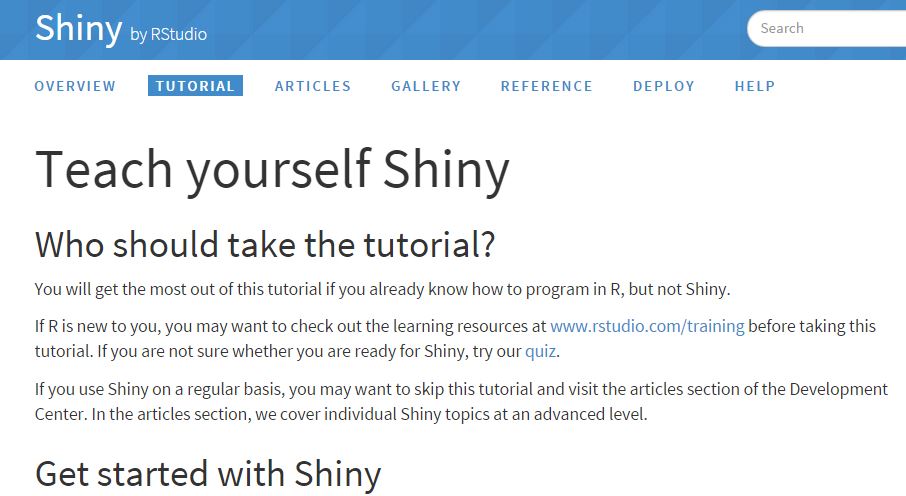 Shiny by RStudio
Search
OVERVIEW TUTORIAL ARTICLES GALLERY REFERENCE DEPLOY HELP
Teach yourself Shiny
Who should take the tutorial?
You will get the most out of this tutorial if you already know how to program in R, but not Shiny.
If R is new to you, you may want to check out the learning resources at www.rstudio.com/training before taking this
tutorial. If you are not sure whether you are ready for Shiny, try our quiz.
If you use Shiny on a regular basis, you may want to skip this tutorial and visit the articles section of the Development
Center. In the articles section, we cover individual Shiny topics at an advanced level.
Get started with Shiny